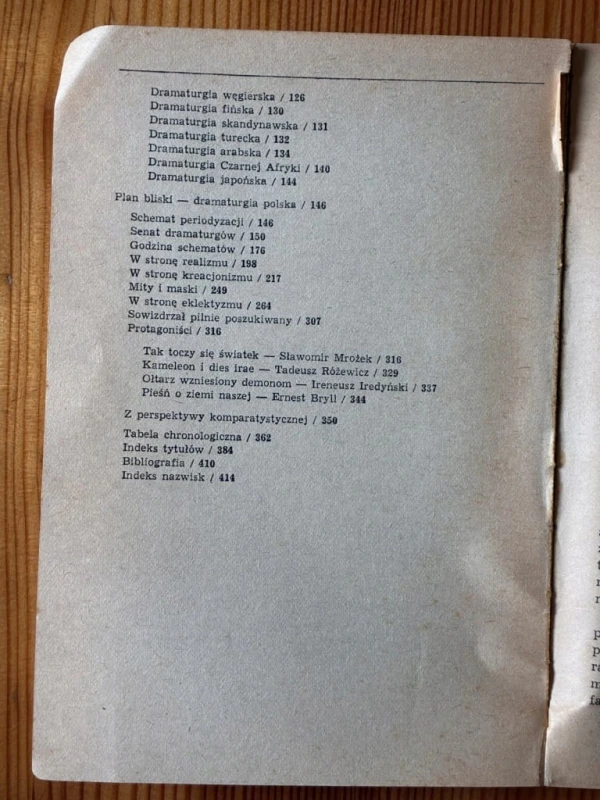 Dramaturgia węgierska / 126
Dramaturgia fińska / 130
Dramaturgia skandynawska / 131
Dramaturgia turecka / 132
Dramaturgia arabska / 134
Dramaturgia Czarnej Afryki / 140
Dramaturgia japońska / 144
Plan bliski — dramaturgia polska / 146
Schemat periodyzacji / 146
Senat dramaturgów / 150
Godzina schematów / 176
W stronę realizmu / 198
W stronę kreacjonizmu / 217
Mity i maski / 249
W stronę eklektyzmu / 264
Sowizdrzał pilnie poszukiwany / 307
Protagoniści / 316
Tak toczy się światek — Sławomir Mrożek / 316
Kameleon i dies irae — Tadeusz Różewicz / 329
Ołtarz wzniesiony demonom — Ireneusz Iredyński / 337
Pieśń o ziemi naszej — Ernest Bryll / 344
Z perspektywy komparatystycznej / 350
Tabela chronologiczna / 362
Indeks tytułów / 384
Bibliografia / 410
Indeks nazwisk / 414